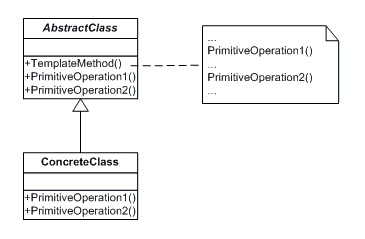 AbstractClass
+TemplateMethod()
+PrimitiveOperation1()
+PrimitiveOperation2()
...
PrimitiveOperation1()
...
PrimitiveOperation2()
...
ConcreteClass
+PrimitiveOperation1()
+PrimitiveOperation2()